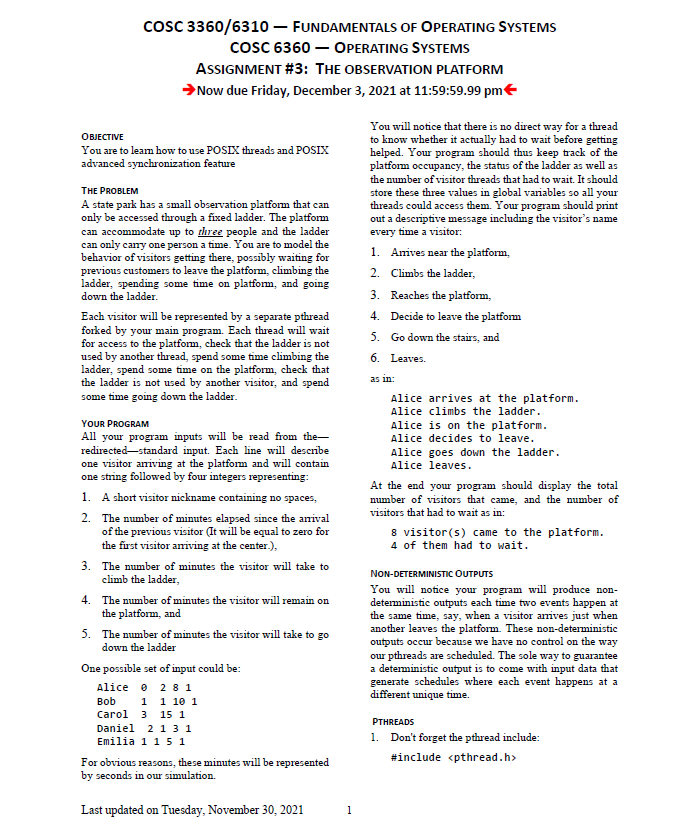 COSC 3360/6310 — FUNDAMENTALS OF OPERATING SYSTEMS
COSC 6360 — OPERATING SYSTEMS
ASSIGNMENT #3: THE OBSERVATION PLATFORM
➔Now due Friday, December 3, 2021 at 11:59:59.99 pm←
OBJECTIVE
You are to learn how to use POSIX threads and POSIX
advanced synchronization feature
THE PROBLEM
A state park has a small observation platform that can
only be accessed through a fixed ladder. The platform
can accommodate up to three people and the ladder
can only carry one person a time. You are to model the
behavior of visitors getting there, possibly waiting for
previous customers to leave the platform, climbing the
ladder, spending some time on platform, and going
down the ladder.
Each visitor will be represented by a separate pthread
forked by your main program. Each thread will wait
for access to the platform, check that the ladder is not
used by another thread, spend some time climbing the
ladder, spend some time on the platform, check that
the ladder is not used by another visitor, and spend
some time going down the ladder.
YOUR PROGRAM
All your program inputs will be read from the—
redirected—standard input. Each line will describe
one visitor arriving at the platform and will contain
one string followed by four integers representing:
1. A short visitor nickname containing no spaces,
2. The number of minutes elapsed since the arrival
of the previous visitor (It will be equal to zero for
the first visitor arriving at the center.),
3. The number of minutes the visitor will take to
climb the ladder,
4. The number of minutes the visitor will remain on
the platform, and
5. The number of minutes the visitor will take to go
down the ladder
One possible set of input could be:
Alice 0 2 8 1
Bob 1 1 10 1
Carol 3 15 1
Daniel 2 1 3 1
Emilia 1 1 5 1
For obvious reasons, these minutes will be represented
by seconds in our simulation.
You will notice that there is no direct way for a thread
to know whether it actually had to wait before getting
helped. Your program should thus keep track of the
platform occupancy, the status of the ladder as well as
the number of visitor threads that had to wait. It should
store these three values in global variables so all your
threads could access them. Your program should print
out a descriptive message including the visitor's name
every time a visitor:
1. Arrives near the platform,
2. Climbs the ladder,
3. Reaches the platform,
4. Decide to leave the platform
5. Go down the stairs, and
6. Leaves.
as in:
Alice arrives at the platform.
Alice climbs the ladder.
Alice is on the platform.
Alice decides to leave.
Alice goes down the ladder.
Alice leaves.
At the end your program should display the total
number of visitors that came, and the number of
visitors that had to wait as in:
8 visitor(s) came to the platform.
4 of them had to wait.
NON-DETERMINISTIC OUTPUTS
You will notice your program will produce non-
deterministic outputs each time two events happen at
the same time, say, when a visitor arrives just when
another leaves the platform. These non-deterministic
outputs occur because we have no control on the way
our pthreads are scheduled. The sole way to guarantee
a deterministic output is to come with input data that
generate schedules where each event happens at a
different unique time.
PTHREADS
1. Don't forget the pthread include:
#include <pthread.h>
Last updated on Tuesday, November 30, 2021 1